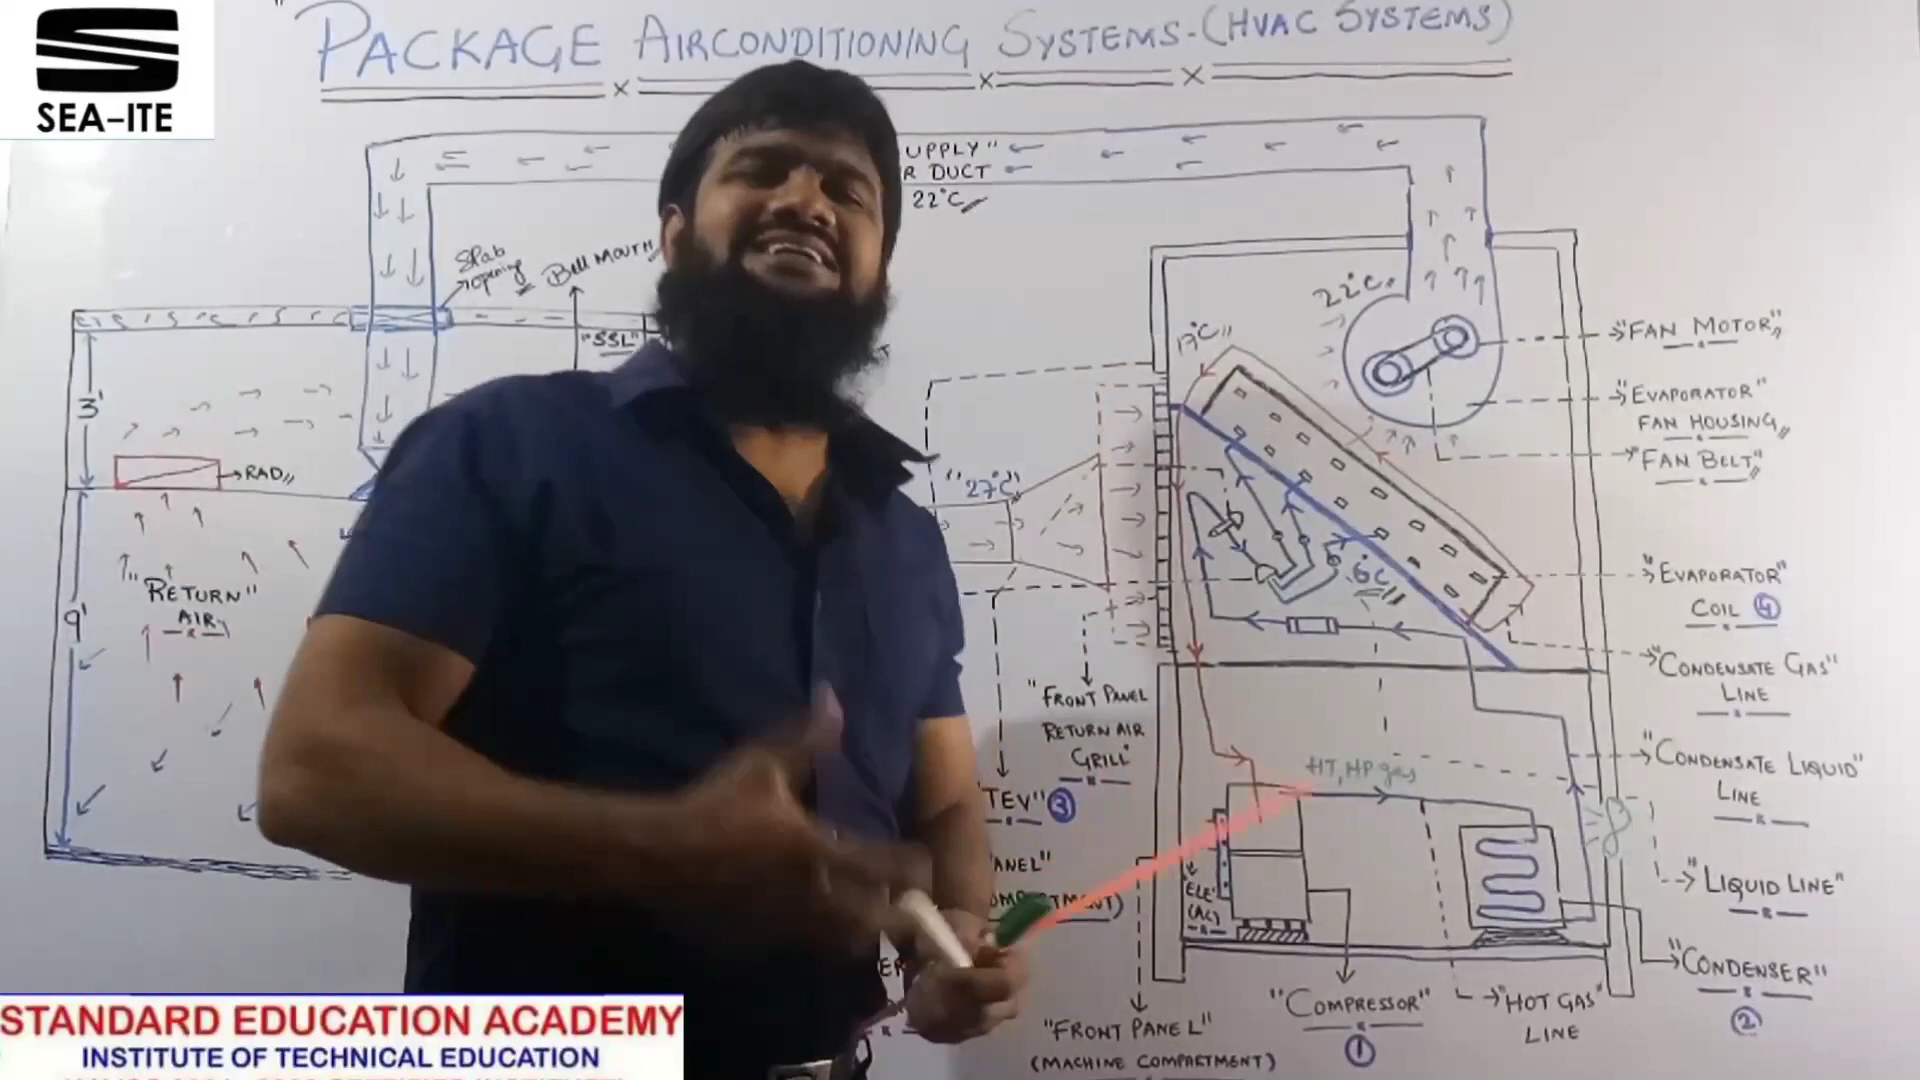 PACKAGE AIRCONDITIONING SYSTEMS-(HVAC SYSTEMS)
SEA-ITE
UPPLY"
R DUCT
22°C
Slab
opening
Bell MOUTH
"SSL"
3'
RAD
9'
"RETURN"
AIR
"27°C"
17°C
22°C
6°C
"FAN MOTOR"
"EVAPORATOR"
FAN HOUSING
"FAN BELT"
"EVAPORATOR"
COIL 4
"CONDENSATE GAS"
LINE
"CONDENSATE LIQUID"
LINE
"LIQUID LINE"
"CONDENSER"
2
"FRONT PANEL
RETURN AIR
GRILL"
"TEV" 3
HT, HP gas
ANEL"
OMPARTMENT)
ELE'
(AC)
ER
"COMPRESSOR"
1
"HOT GAS"
LINE
"FRONT PANEL"
(MACHINE COMPARTMENT)
STANDARD EDUCATION ACADEMY
INSTITUTE OF TECHNICAL EDUCATION